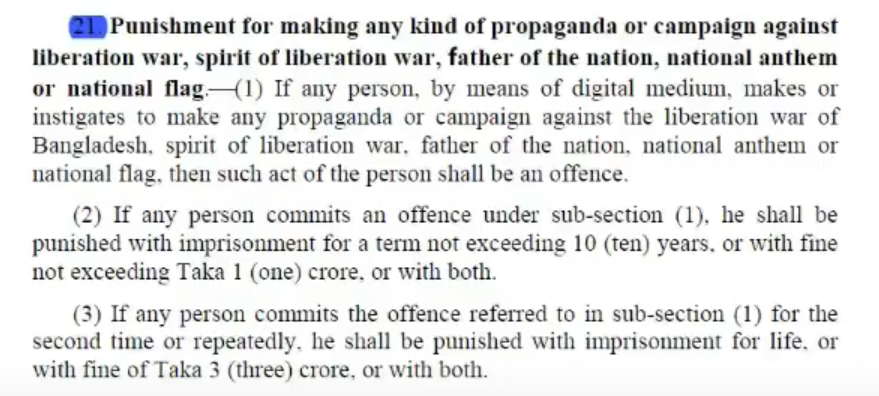 21. Punishment for making any kind of propaganda or campaign against
liberation war, spirit of liberation war, father of the nation, national anthem
or national flag.—(1) If any person, by means of digital medium, makes or
instigates to make any propaganda or campaign against the liberation war of
Bangladesh, spirit of liberation war, father of the nation, national anthem or
national flag, then such act of the person shall be an offence.
(2) If any person commits an offence under sub-section (1), he shall be
punished with imprisonment for a term not exceeding 10 (ten) years, or with fine
not exceeding Taka 1 (one) crore, or with both.
(3) If any person commits the offence referred to in sub-section (1) for the
second time or repeatedly, he shall be punished with imprisonment for life, or
with fine of Taka 3 (three) crore, or with both.